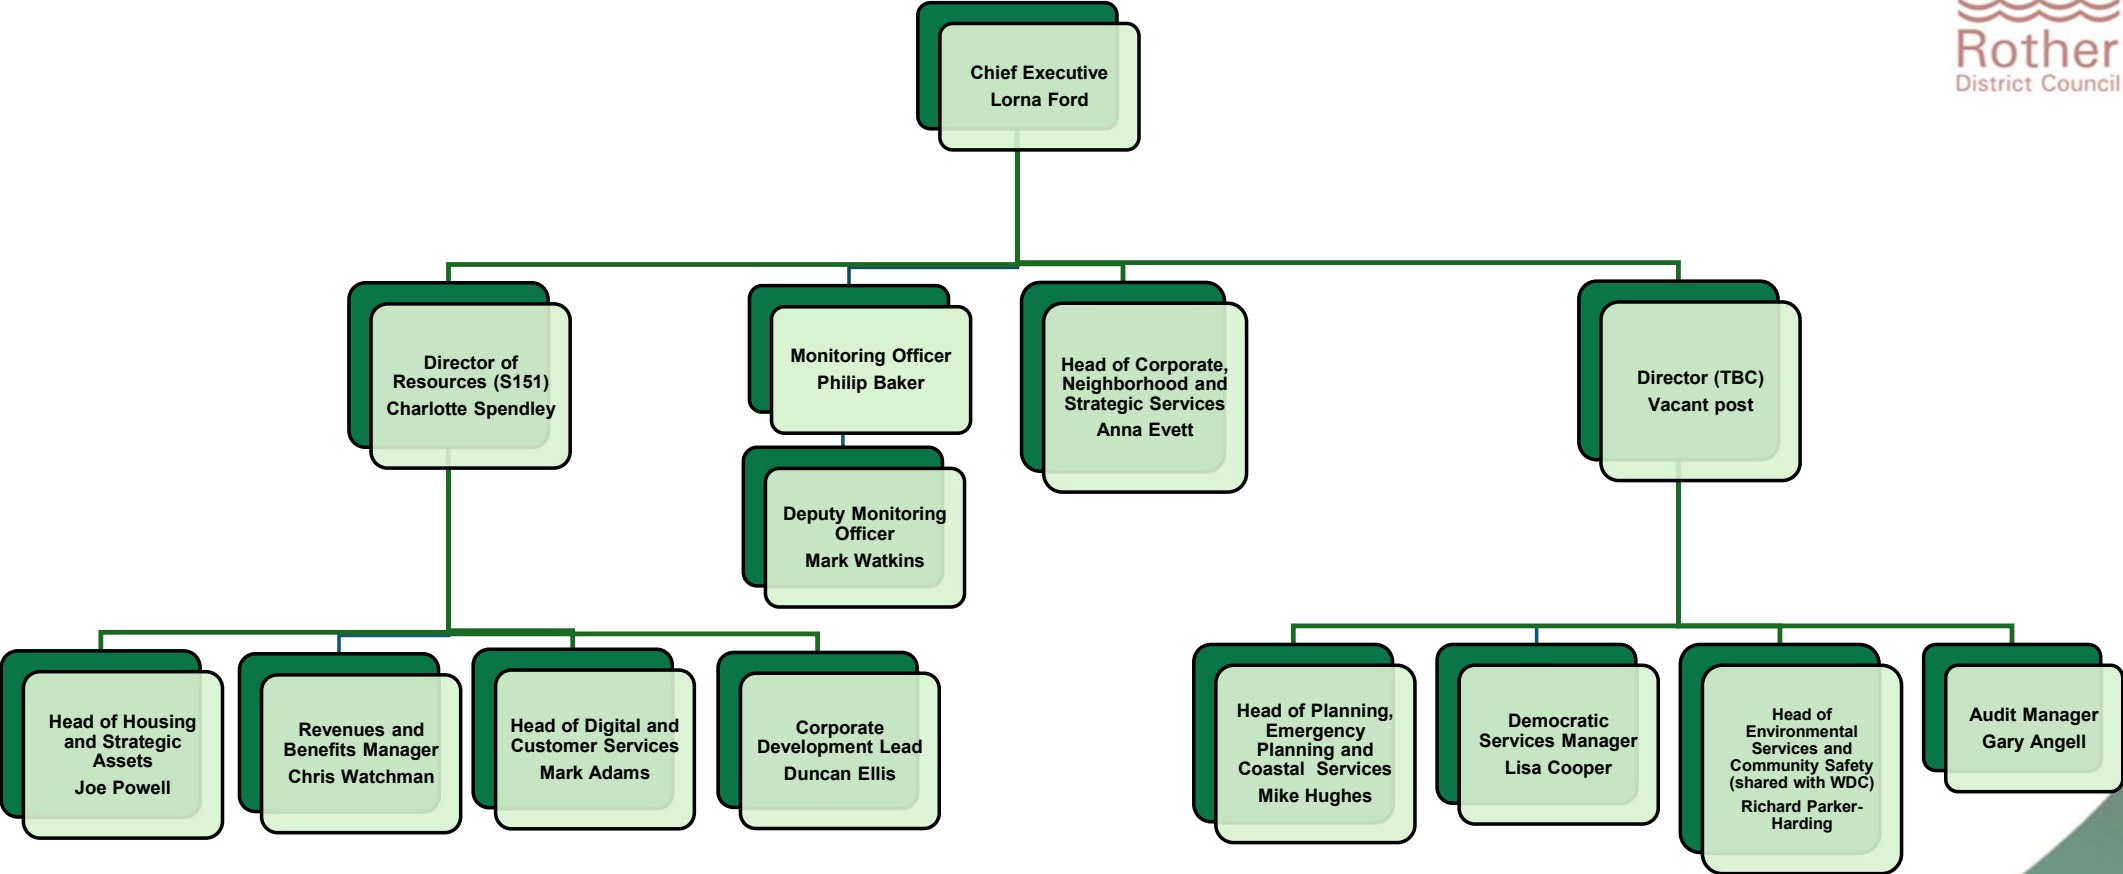 Rother
District Council
Chief Executive
Lorna Ford
Director of
Resources (S151)
Charlotte Spendley
Monitoring Officer
Philip Baker
Head of Corporate,
Neighborhood and
Strategic Services
Anna Evett
Director (TBC)
Vacant post
Deputy Monitoring
Officer
Mark Watkins
Head of Housing
and Strategic
Assets
Joe Powell
Revenues and
Benefits Manager
Chris Watchman
Head of Digital and
Customer Services
Mark Adams
Corporate
Development Lead
Duncan Ellis
Head of Planning,
Emergency
Planning and
Coastal Services
Mike Hughes
Democratic
Services Manager
Lisa Cooper
Head of
Environmental
Services and
Community Safety
(shared with WDC)
Richard Parker-
Harding
Audit Manager
Gary Angell